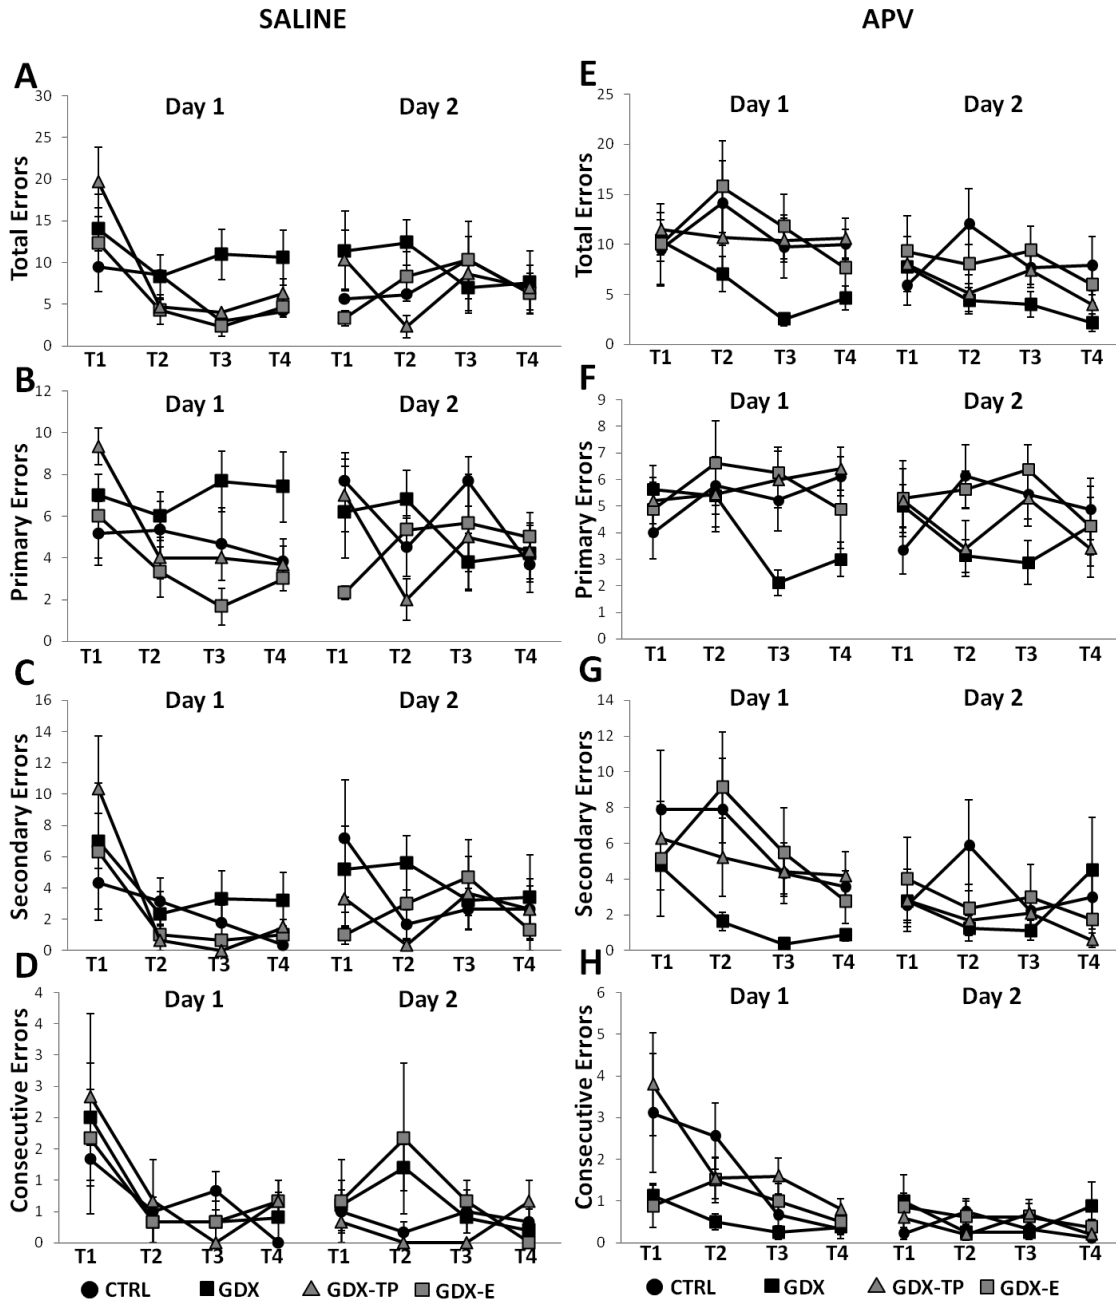 SALINE
APV
A
Total Errors
30
25
20
15
10
5
0
Day 1
Day 2
T1 T2 T3 T4 T1 T2 T3 T4
E
Total Errors
25
20
15
10
5
0
Day 1
Day 2
T1 T2 T3 T4 T1 T2 T3 T4
B
Primary Errors
12
10
8
6
4
2
0
Day 1
Day 2
T1 T2 T3 T4 T1 T2 T3 T4
F
Primary Errors
9
8
7
6
5
4
3
2
1
0
Day 1
Day 2
T1 T2 T3 T4 T1 T2 T3 T4
C
Secondary Errors
16
14
12
10
8
6
4
2
0
Day 1
Day 2
T1 T2 T3 T4 T1 T2 T3 T4
G
Secondary Errors
14
12
10
8
6
4
2
0
Day 1
Day 2
T1 T2 T3 T4 T1 T2 T3 T4
D
Consecutive Errors
4
4
3
3
2
2
1
1
0
Day 1
Day 2
T1 T2 T3 T4 T1 T2 T3 T4
H
Consecutive Errors
6
5
4
3
2
1
0
Day 1
Day 2
T1 T2 T3 T4 T1 T2 T3 T4
CTRL GDX GDX-TP GDX-E
CTRL GDX GDX-TP GDX-E